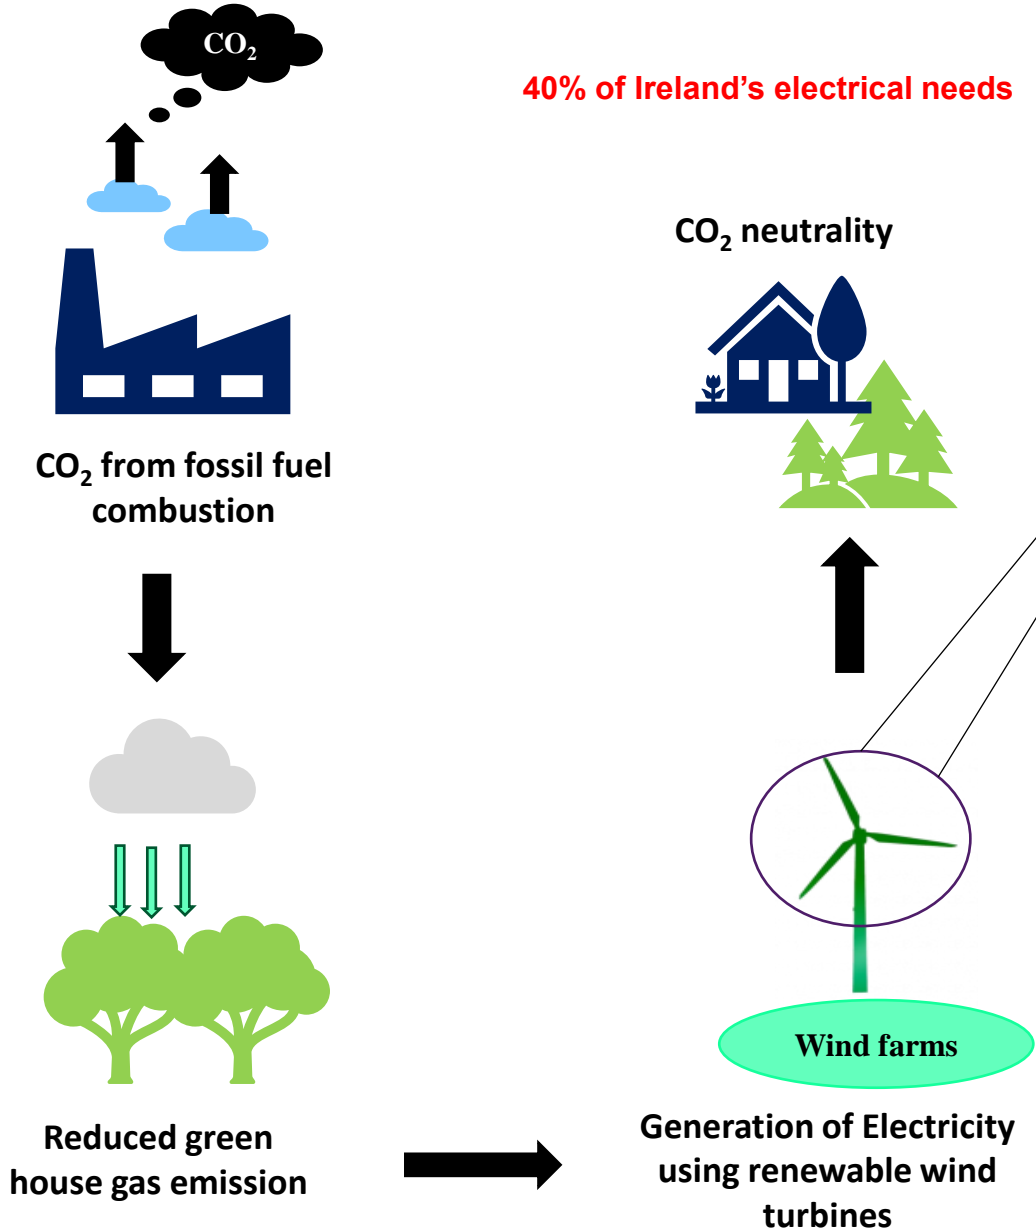 CO₂
40% of Ireland's electrical needs
CO₂ neutrality
CO₂ from fossil fuel
combustion
Wind farms
Reduced green
house gas emission
Generation of Electricity
using renewable wind
turbines